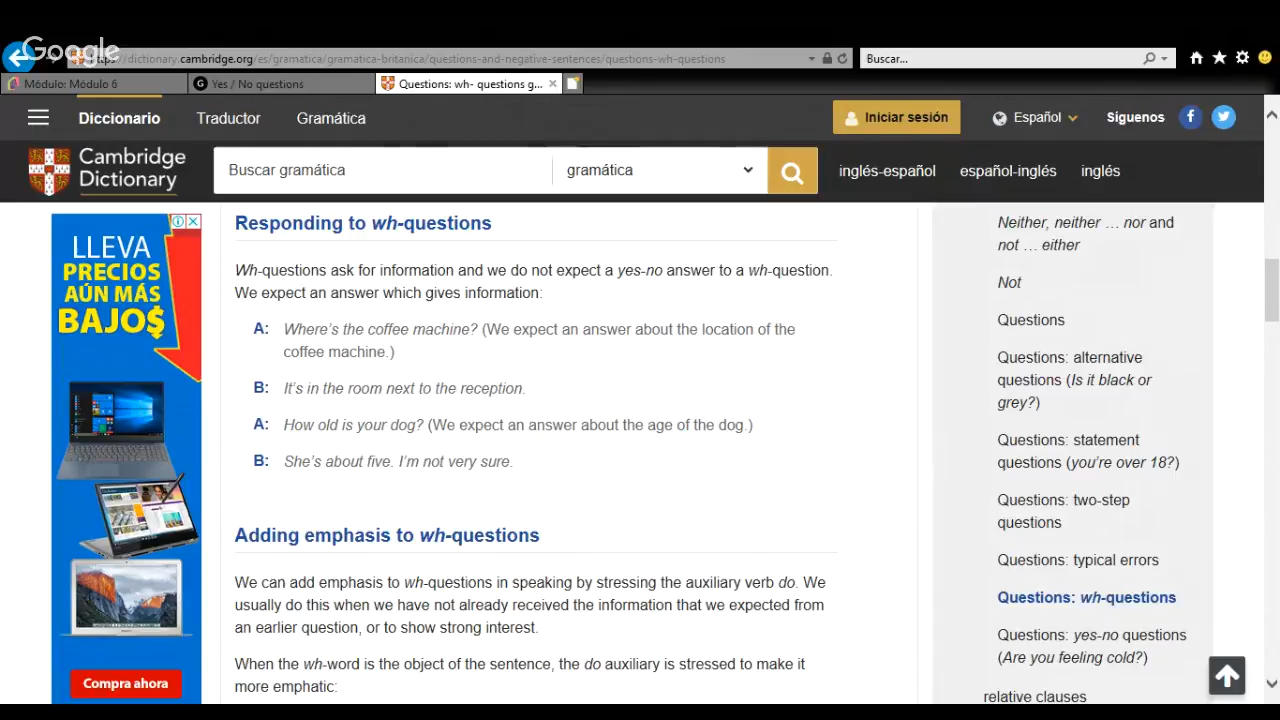 Google
https://dictionary.cambridge.org/es/gramatica/gramatica-britanica/questions-and-negative-sentences/questions-wh-questions
Buscar...
Módulo: Módulo 6
Yes / No questions
Questions: wh- questions g...
Diccionario
Traductor
Gramática
Iniciar sesión
Español
Síguenos
Cambridge
Dictionary
Buscar gramática
gramática
inglés-español
español-inglés
inglés
LLEVA
PRECIOS
AÚN MÁS
BAJO$
Compra ahora
Responding to wh-questions
Wh-questions ask for information and we do not expect a yes-no answer to a wh-question.
We expect an answer which gives information:
A: Where's the coffee machine? (We expect an answer about the location of the
coffee machine.)
B: It's in the room next to the reception.
A: How old is your dog? (We expect an answer about the age of the dog.)
B: She's about five. I'm not very sure.
Adding emphasis to wh-questions
We can add emphasis to wh-questions in speaking by stressing the auxiliary verb do. We
usually do this when we have not already received the information that we expected from
an earlier question, or to show strong interest.
When the wh-word is the object of the sentence, the do auxiliary is stressed to make it
more emphatic:
Neither, neither … nor and
not … either
Not
Questions
Questions: alternative
questions (Is it black or
grey?)
Questions: statement
questions (you're over 18?)
Questions: two-step
questions
Questions: typical errors
Questions: wh-questions
Questions: yes-no questions
(Are you feeling cold?)
relative clauses